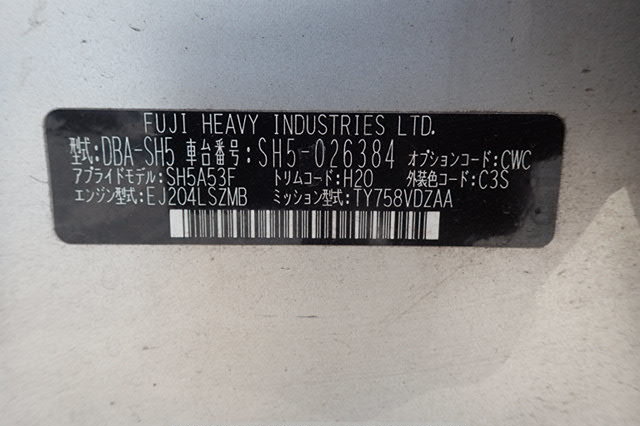 FUJI HEAVY INDUSTRIES LTD.
型式:DBA-SH5 車台番号:SH5-026384 オプションコード:CWC
アプライドモデル:SH5A53F トリムコード:H20 外装色コード:C3S
エンジン型式:EJ204LSZMB ミッション型式:TY758VDZAA